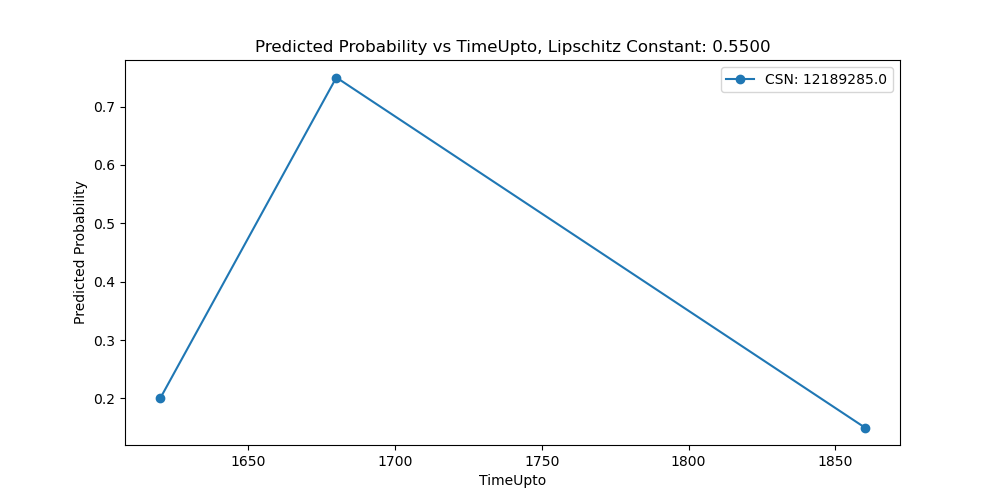 Predicted Probability vs TimeUpto, Lipschitz Constant: 0.5500
CSN: 12189285.0
Predicted Probability
0.7
0.6
0.5
0.4
0.3
0.2
1650 1700 1750 1800 1850
TimeUpto